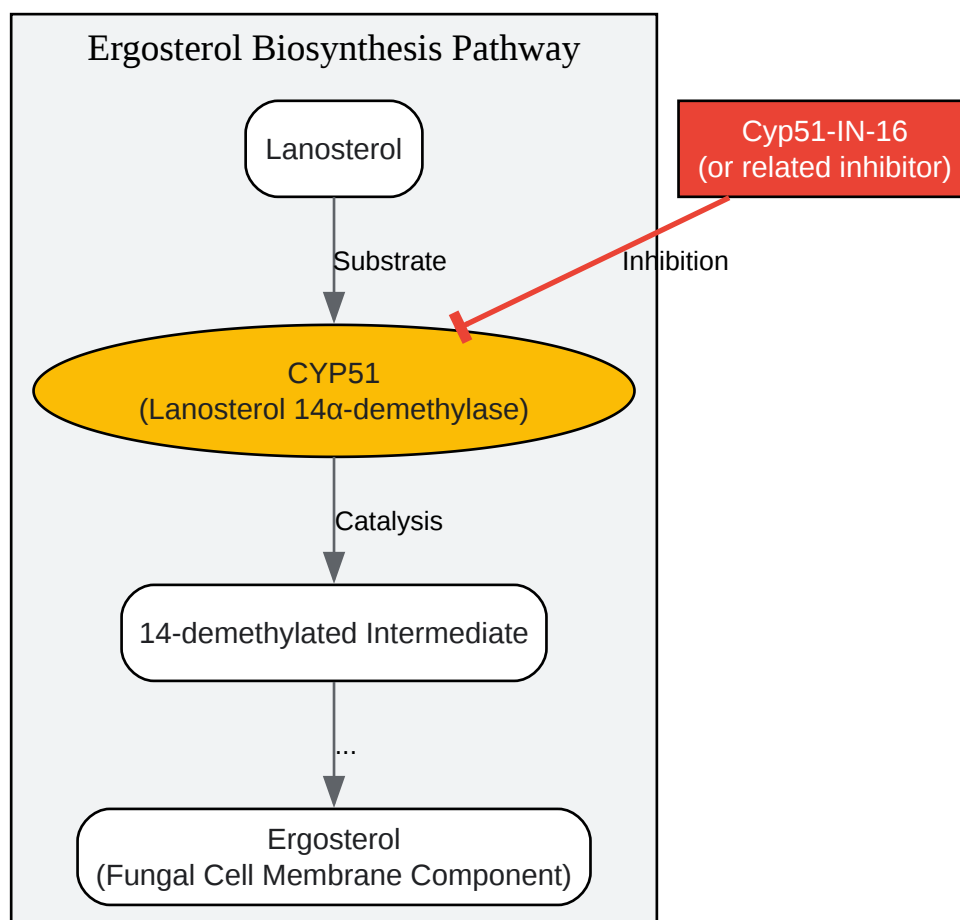 Ergosterol Biosynthesis Pathway
Lanosterol
Cyp51-IN-16
(or related inhibitor)
Substrate
Inhibition
CYP51
(Lanosterol 14α-demethylase)
Catalysis
14-demethylated Intermediate
...
Ergosterol
(Fungal Cell Membrane Component)